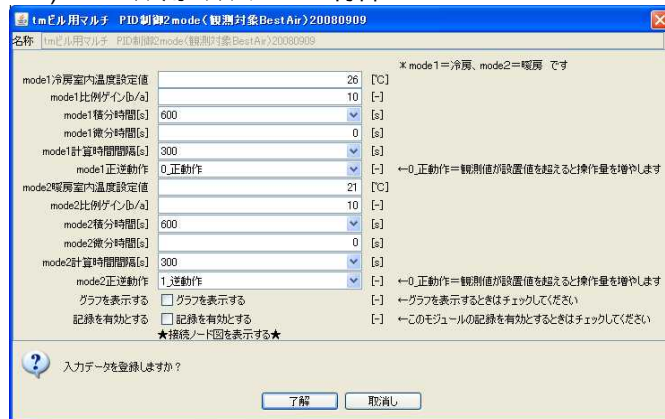 tmビル用マルチ PID制御2mode(観測対象BestAir)20080909
名称 tmビル用マルチ PID制御2mode(観測対象BestAir)20080909
＊mode1=冷房、mode2=暖房 です
mode1冷房室内温度設定値 26 [℃]
mode1比例ゲイン[b/a] 10 [-]
mode1積分時間[s] 600 [s]
mode1微分時間[s] 0 [s]
mode1計算時間間隔[s] 300 [s]
mode1正逆動作 0_正動作 [-] ←0_正動作=観測値が設置値を超えると操作量を増やします
mode2暖房室内温度設定値 21 [℃]
mode2比例ゲイン[b/a] 10 [-]
mode2積分時間[s] 600 [s]
mode2微分時間[s] 0 [s]
mode2計算時間間隔[s] 300 [s]
mode2正逆動作 1_逆動作 [-] ←0_正動作=観測値が設置値を超えると操作量を増やします
グラフを表示する グラフを表示する [-] ←グラフを表示するときはチェックしてください
記録を有効とする 記録を有効とする [-] ←このモジュールの記録を有効とするときはチェックしてください
★接続ノード図を表示する★
入力データを登録しますか？
了解 取消し